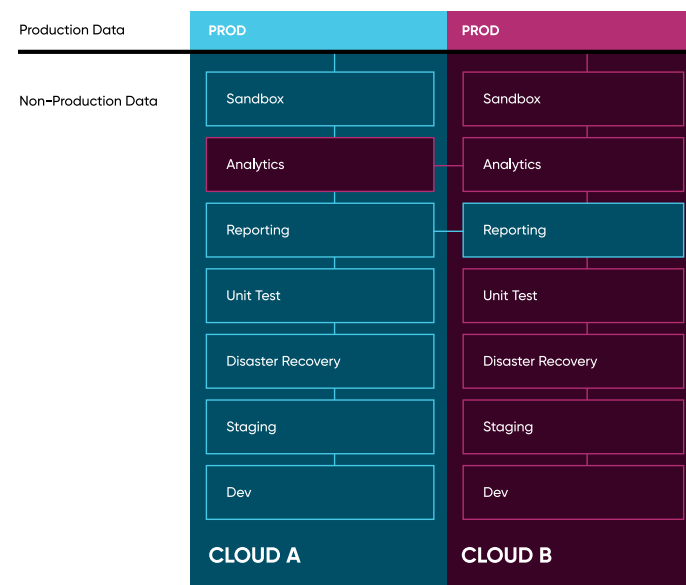 Production Data PROD PROD
Non-Production Data
Sandbox Sandbox
Analytics Analytics
Reporting Reporting
Unit Test Unit Test
Disaster Recovery Disaster Recovery
Staging Staging
Dev Dev
CLOUD A CLOUD B